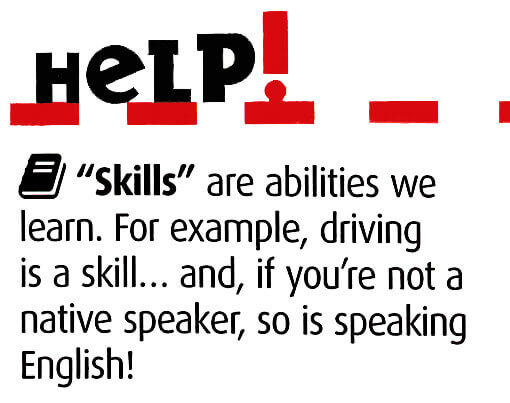 HeLP!
“Skills” are abilities we
learn. For example, driving
is a skill... and, if you’re not a
native speaker, so is speaking
English!